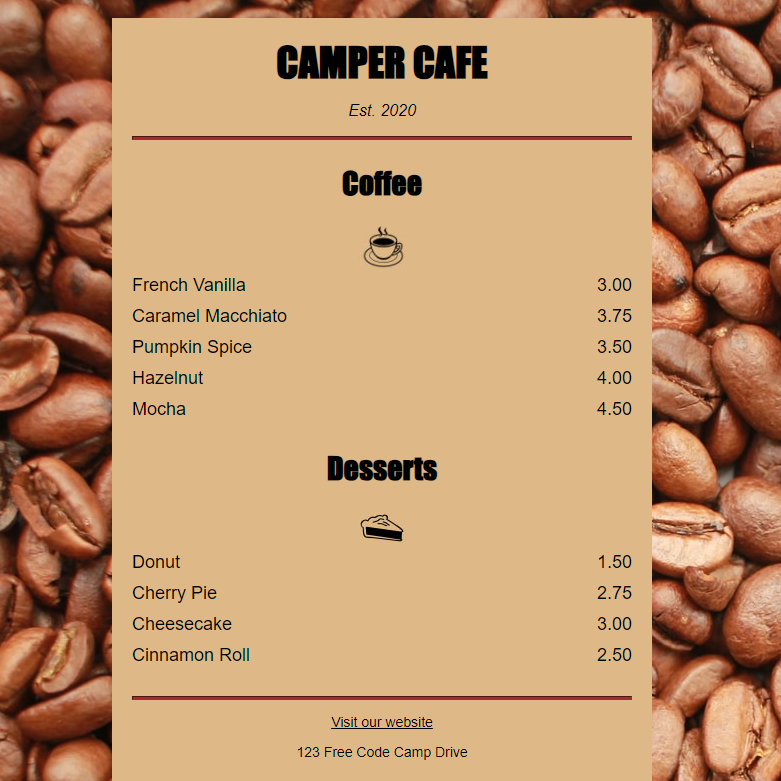 CAMPER CAFE
Est. 2020
Coffee
French Vanilla 3.00
Caramel Macchiato 3.75
Pumpkin Spice 3.50
Hazelnut 4.00
Mocha 4.50
Desserts
Donut 1.50
Cherry Pie 2.75
Cheesecake 3.00
Cinnamon Roll 2.50
Visit our website
123 Free Code Camp Drive